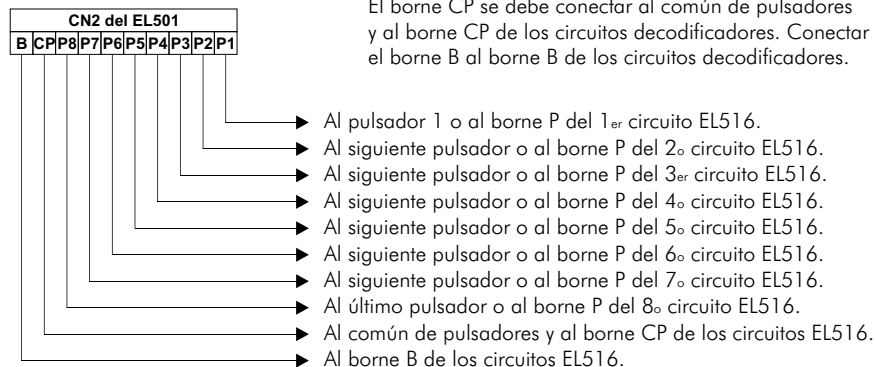 El borne CP se debe conectar al común de pulsadores
y al borne CP de los circuitos decodificadores. Conectar
el borne B al borne B de los circuitos decodificadores.
CN2 del EL501
B CP P8 P7 P6 P5 P4 P3 P2 P1
Al pulsador 1 o al borne P del 1er circuito EL516.
Al siguiente pulsador o al borne P del 2o circuito EL516.
Al siguiente pulsador o al borne P del 3er circuito EL516.
Al siguiente pulsador o al borne P del 4o circuito EL516.
Al siguiente pulsador o al borne P del 5o circuito EL516.
Al siguiente pulsador o al borne P del 6o circuito EL516.
Al siguiente pulsador o al borne P del 7o circuito EL516.
Al último pulsador o al borne P del 8o circuito EL516.
Al común de pulsadores y al borne CP de los circuitos EL516.
Al borne B de los circuitos EL516.